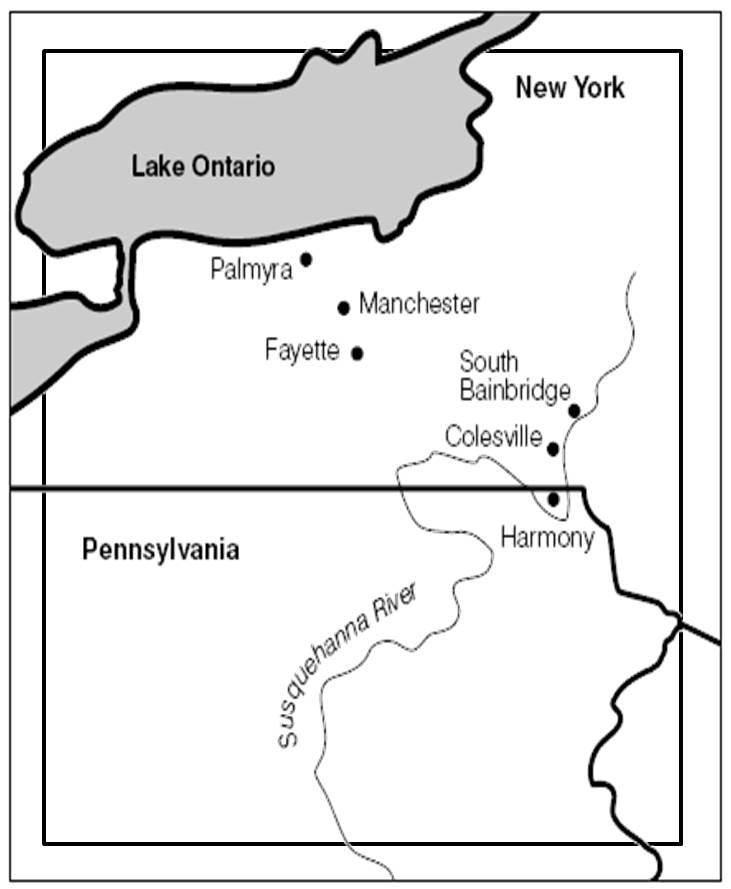 New York
Lake Ontario
Palmyra
Manchester
Fayette
South
Bainbridge
Colesville
Harmony
Pennsylvania
Susquehanna River